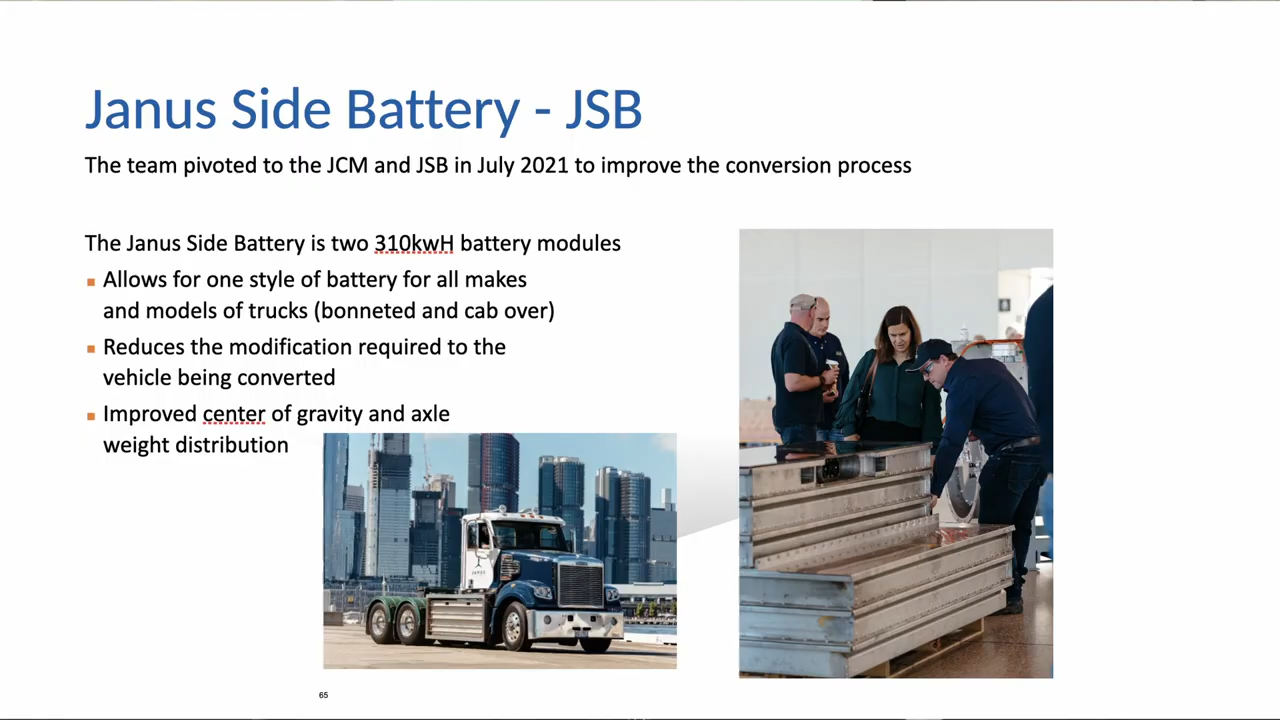 Janus Side Battery - JSB
The team pivoted to the JCM and JSB in July 2021 to improve the conversion process
The Janus Side Battery is two 310kwH battery modules
▪ Allows for one style of battery for all makes
and models of trucks (bonneted and cab over)
▪ Reduces the modification required to the
vehicle being converted
▪ Improved center of gravity and axle
weight distribution
JANUS
65